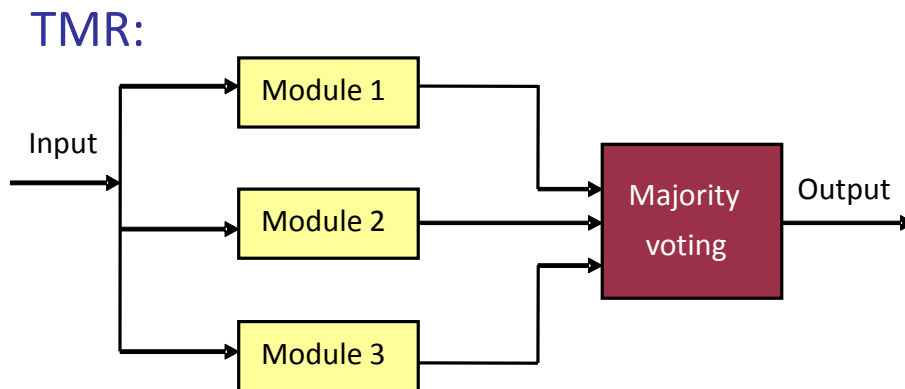 TMR:
Module 1
Input
Module 2
Majority
voting
Output
Module 3